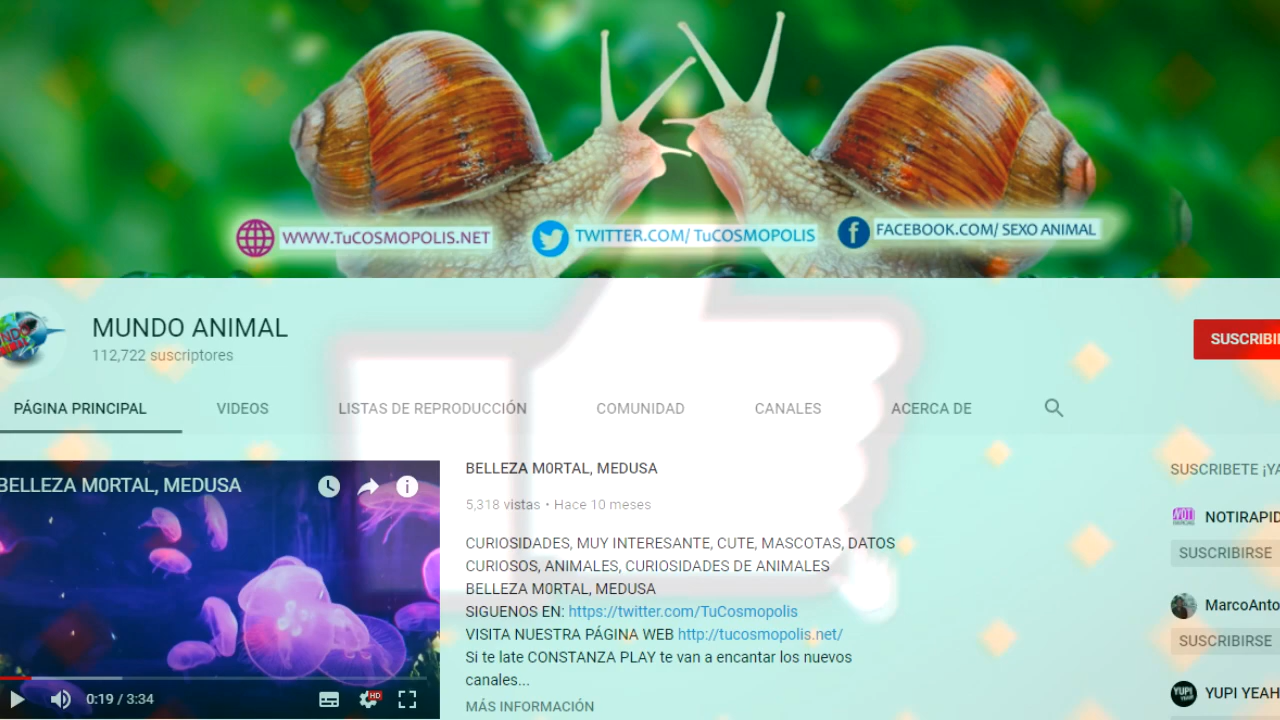 WWW.TuCOSMOPOLIS.NET
TWITTER.COM/ TuCOSMOPOLIS
FACEBOOK.COM/ SEXO ANIMAL
MUNDO ANIMAL
112,722 suscriptores
SUSCRIBI
PÁGINA PRINCIPAL VIDEOS LISTAS DE REPRODUCCIÓN COMUNIDAD CANALES ACERCA DE
BELLEZA M0RTAL, MEDUSA
0:19 / 3:34
HD
BELLEZA M0RTAL, MEDUSA
5,318 vistas • Hace 10 meses
CURIOSIDADES, MUY INTERESANTE, CUTE, MASCOTAS, DATOS
CURIOSOS, ANIMALES, CURIOSIDADES DE ANIMALES
BELLEZA M0RTAL, MEDUSA
SIGUENOS EN: https://twitter.com/TuCosmopolis
VISITA NUESTRA PÁGINA WEB http://tucosmopolis.net/
Si te late CONSTANZA PLAY te van a encantar los nuevos
canales...
MÁS INFORMACIÓN
SUSCRIBETE ¡YA
NOTI
NOTIRAPID
SUSCRIBIRSE
MarcoAnto
SUSCRIBIRSE
YUPI
YUPI YEAH